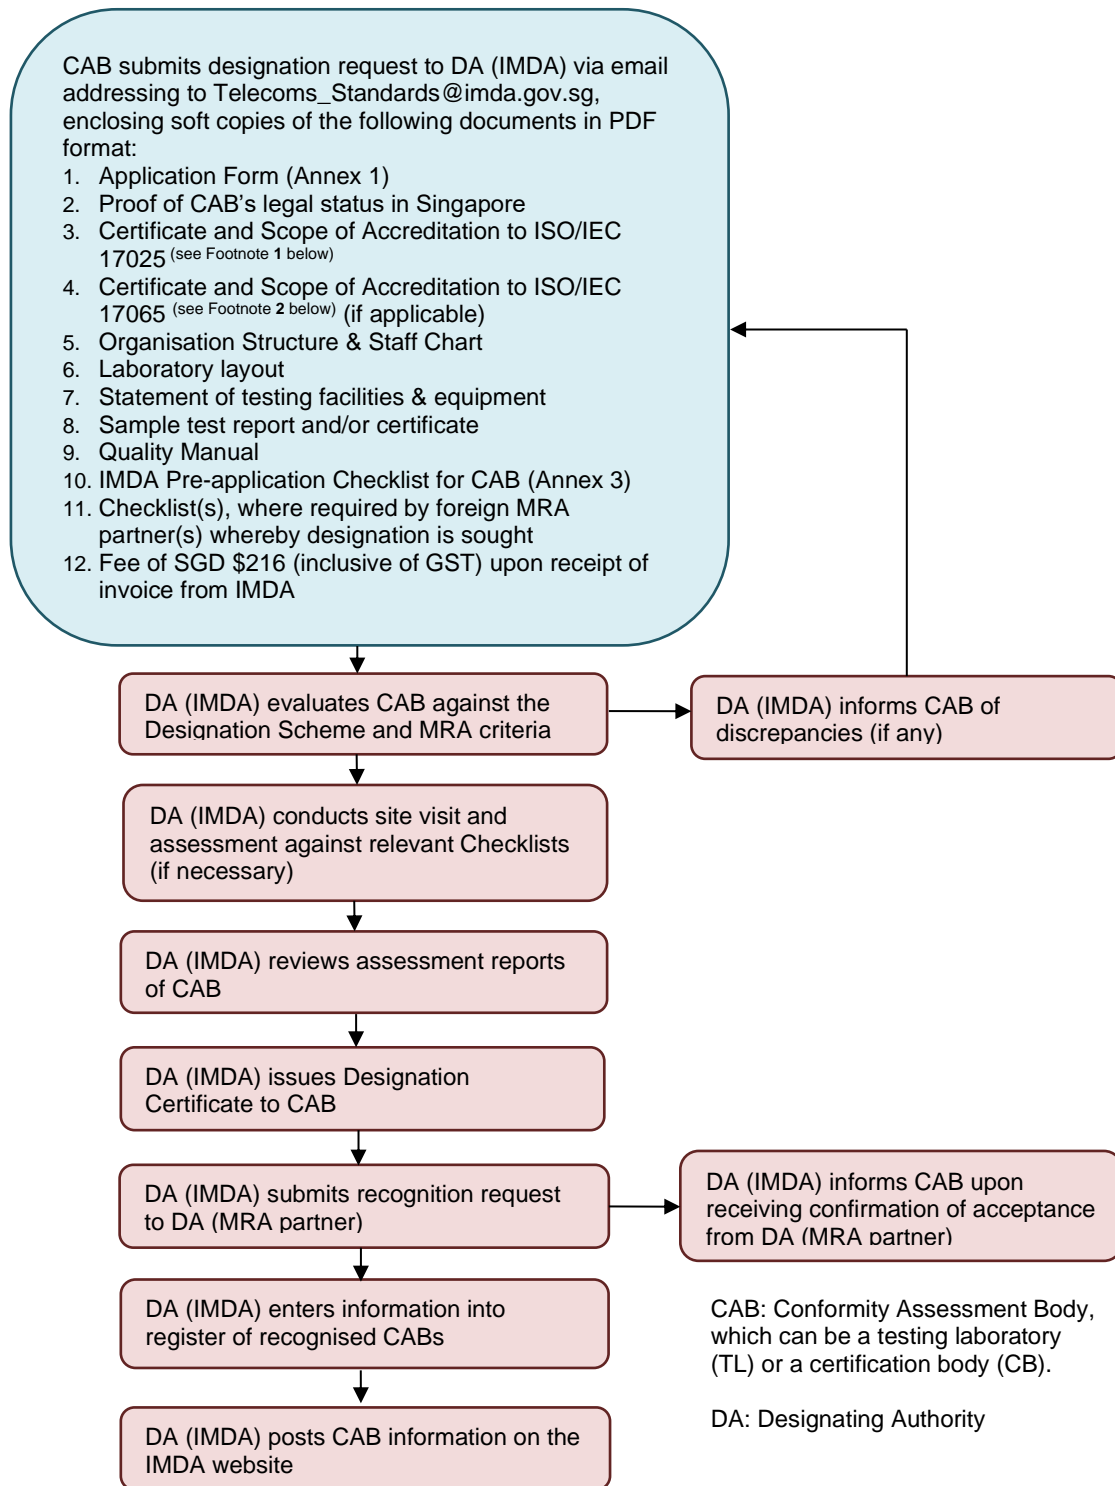 CAB submits designation request to DA (IMDA) via email
addressing to Telecoms_Standards@imda.gov.sg,
enclosing soft copies of the following documents in PDF
format:
1. Application Form (Annex 1)
2. Proof of CAB’s legal status in Singapore
3. Certificate and Scope of Accreditation to ISO/IEC
17025 (see Footnote 1 below)
4. Certificate and Scope of Accreditation to ISO/IEC
17065 (see Footnote 2 below) (if applicable)
5. Organisation Structure & Staff Chart
6. Laboratory layout
7. Statement of testing facilities & equipment
8. Sample test report and/or certificate
9. Quality Manual
10. IMDA Pre-application Checklist for CAB (Annex 3)
11. Checklist(s), where required by foreign MRA
partner(s) whereby designation is sought
12. Fee of SGD $216 (inclusive of GST) upon receipt of
invoice from IMDA
DA (IMDA) evaluates CAB against the
Designation Scheme and MRA criteria
DA (IMDA) informs CAB of
discrepancies (if any)
DA (IMDA) conducts site visit and
assessment against relevant Checklists
(if necessary)
DA (IMDA) reviews assessment reports
of CAB
DA (IMDA) issues Designation
Certificate to CAB
DA (IMDA) submits recognition request
to DA (MRA partner)
DA (IMDA) informs CAB upon
receiving confirmation of acceptance
from DA (MRA partner)
DA (IMDA) enters information into
register of recognised CABs
CAB: Conformity Assessment Body,
which can be a testing laboratory
(TL) or a certification body (CB).
DA: Designating Authority
DA (IMDA) posts CAB information on the
IMDA website